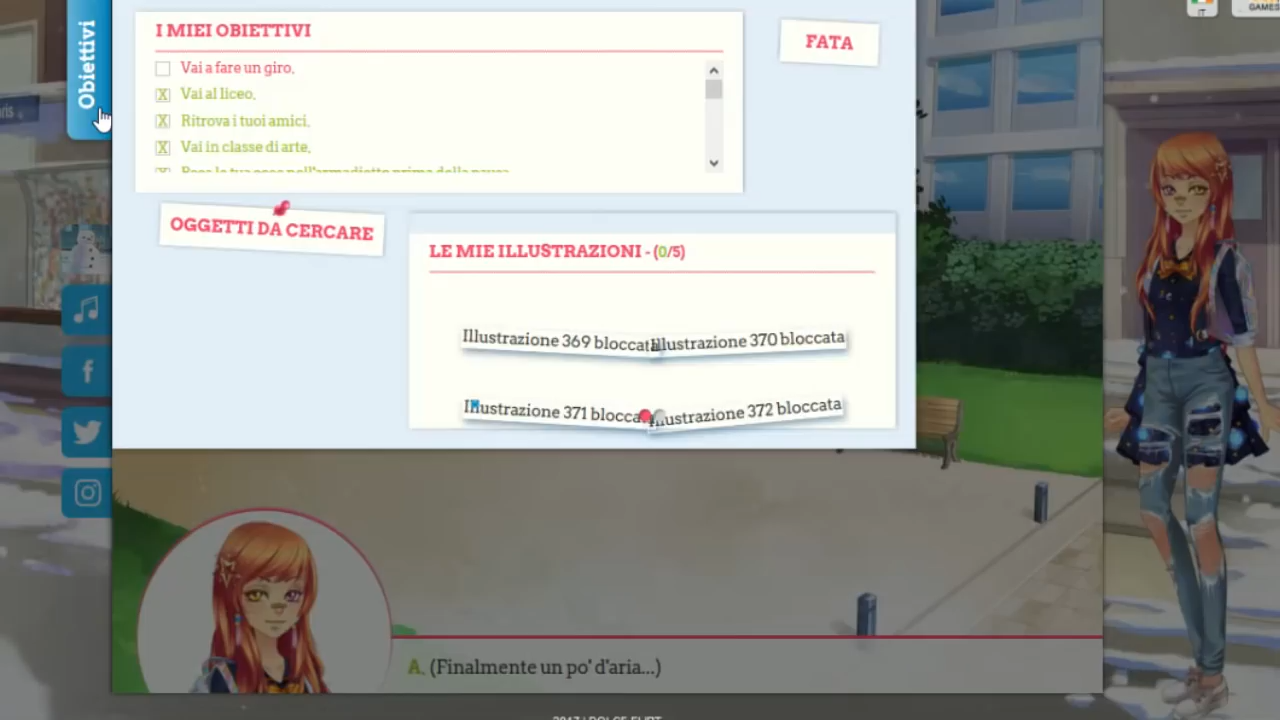 Obiettivi
I MIEI OBIETTIVI
Vai a fare un giro.
X Vai al liceo.
X Ritrova i tuoi amici.
X Vai in classe di arte.
FATA
OGGETTI DA CERCARE
LE MIE ILLUSTRAZIONI - (0/5)
Illustrazione 369 bloccata
Illustrazione 370 bloccata
Illustrazione 371 bloccata
Illustrazione 372 bloccata
A. (Finalmente un po' d'aria...)
IT
GAMES